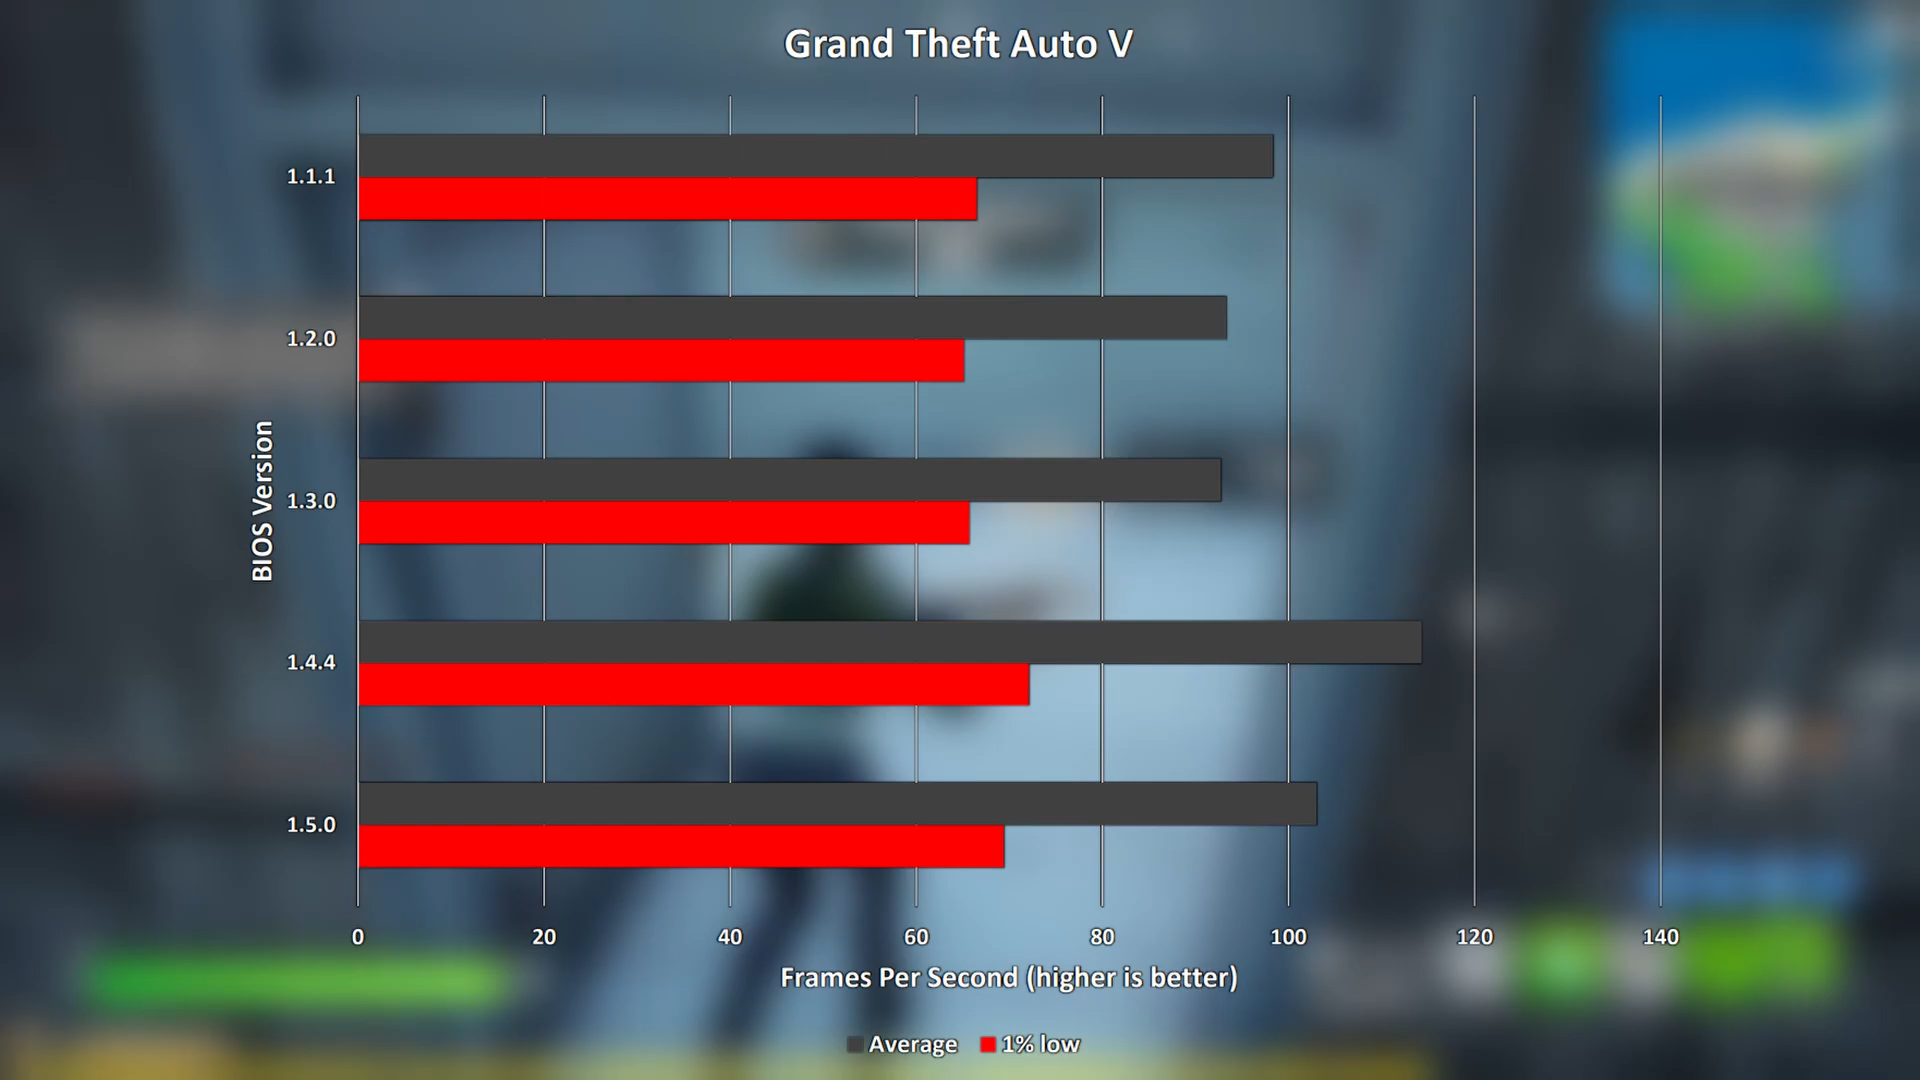 Grand Theft Auto V
1.1.1
1.2.0
1.3.0
1.4.4
1.5.0
BIOS Version
0 20 40 60 80 100 120 140
Frames Per Second (higher is better)
Average 1% low